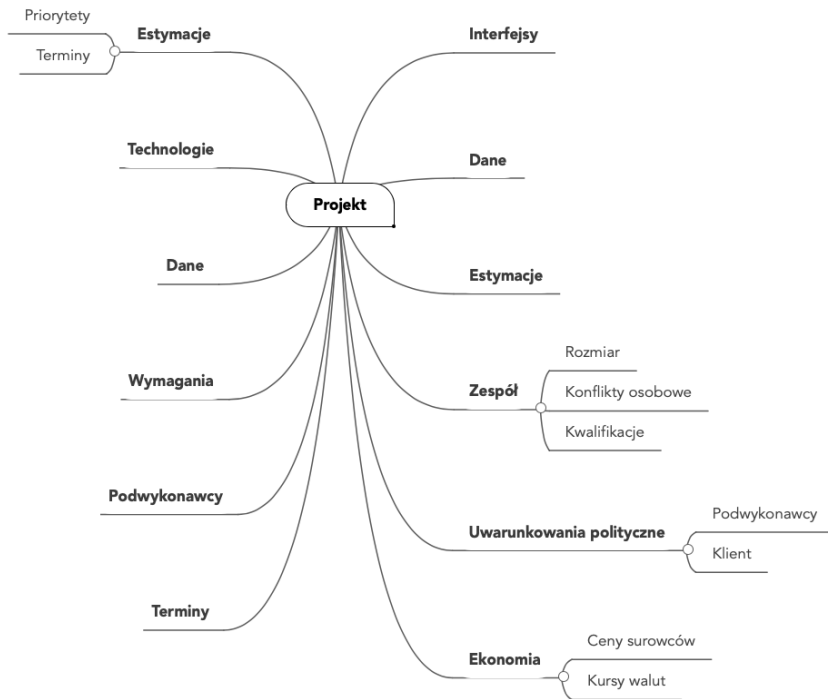 Priorytety
Terminy
Estymacje
Technologie
Dane
Wymagania
Podwykonawcy
Terminy
Projekt
Interfejsy
Dane
Estymacje
Zespół
Rozmiar
Konflikty osobowe
Kwalifikacje
Uwarunkowania polityczne
Podwykonawcy
Klient
Ekonomia
Ceny surowców
Kursy walut